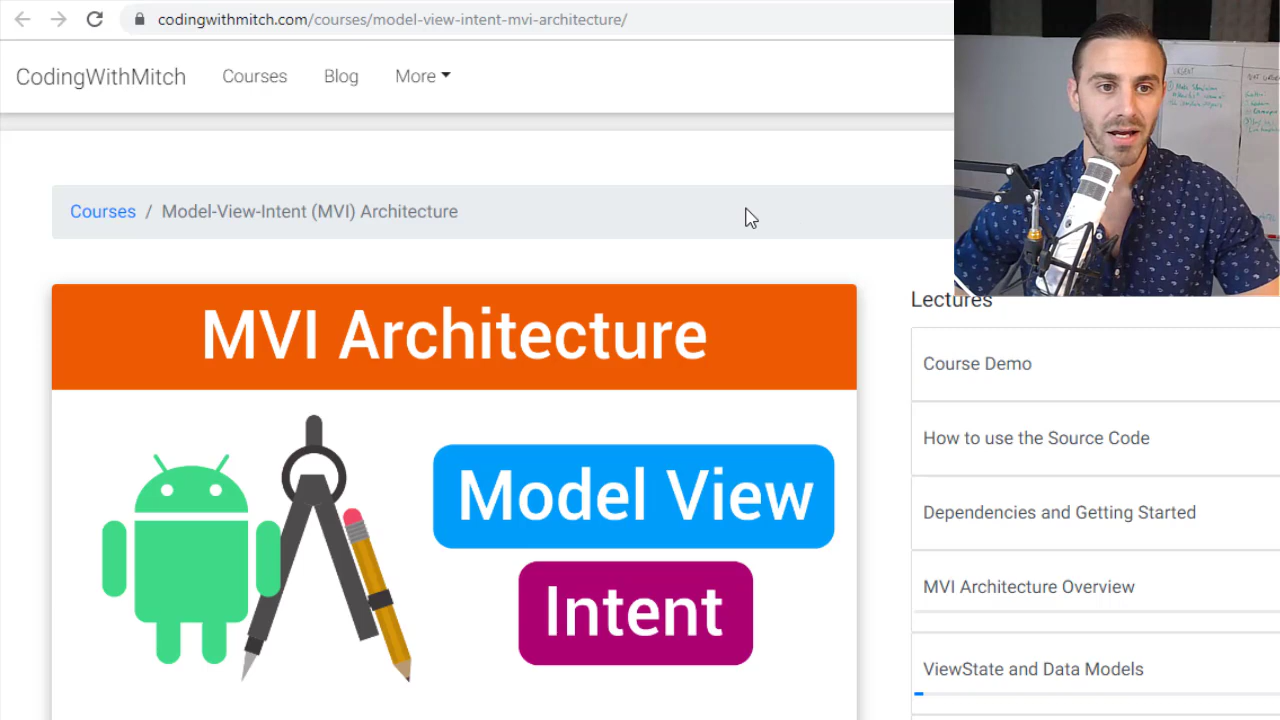 codingwithmitch.com/courses/model-view-intent-mvi-architecture/
CodingWithMitch Courses Blog More
Courses / Model-View-Intent (MVI) Architecture
MVI Architecture
Model View
Intent
Lectures
Course Demo
How to use the Source Code
Dependencies and Getting Started
MVI Architecture Overview
ViewState and Data Models
URGENT